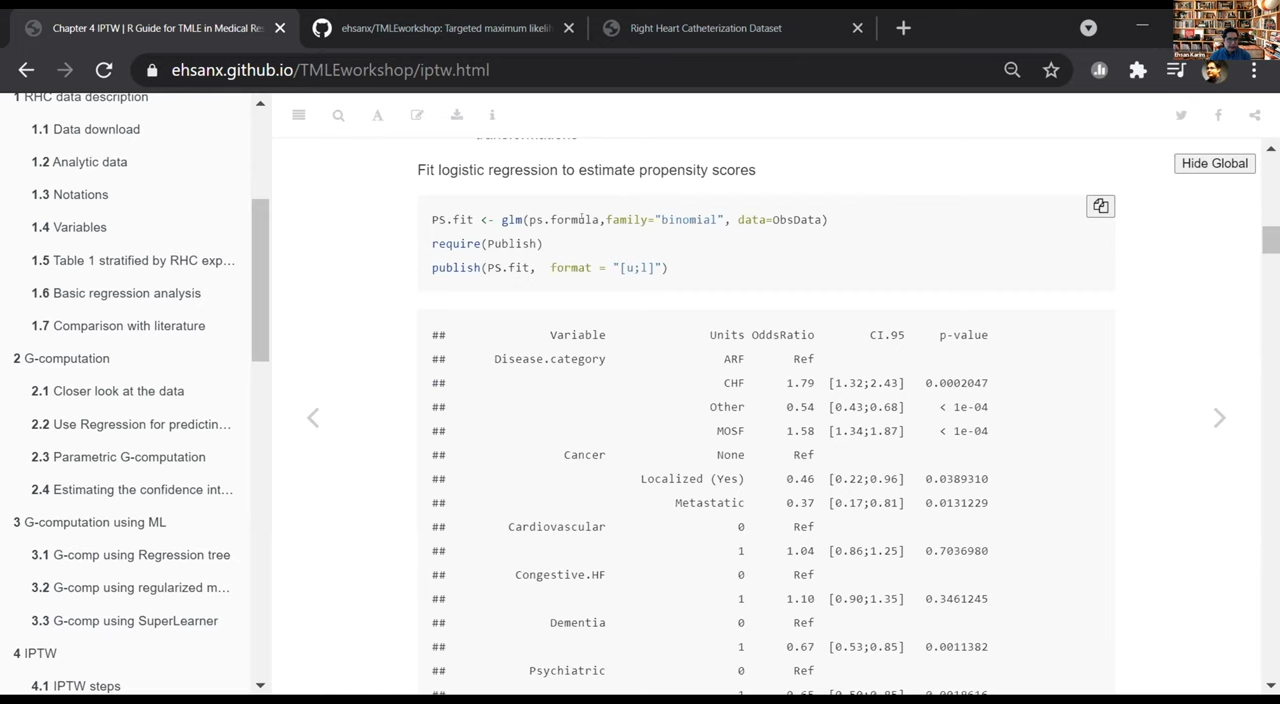 Chapter 4 IPTW | R Guide for TMLE in Medical Re
ehsanx/TMLEworkshop: Targeted maximum likelih
Right Heart Catheterization Dataset
Ehsan Karim
ehsanx.github.io/TMLEworkshop/iptw.html
1 RHC data description
1.1 Data download
1.2 Analytic data
1.3 Notations
1.4 Variables
1.5 Table 1 stratified by RHC exp…
1.6 Basic regression analysis
1.7 Comparison with literature
2 G-computation
2.1 Closer look at the data
2.2 Use Regression for predictin…
2.3 Parametric G-computation
2.4 Estimating the confidence int…
3 G-computation using ML
3.1 G-comp using Regression tree
3.2 G-comp using regularized m…
3.3 G-comp using SuperLearner
4 IPTW
4.1 IPTW steps
transformations
Hide Global
Fit logistic regression to estimate propensity scores
PS.fit <- glm(ps.formula,family="binomial", data=ObsData)
require(Publish)
publish(PS.fit, format = "[u;l]")
## Variable Units OddsRatio CI.95 p-value
## Disease.category ARF Ref
## CHF 1.79 [1.32;2.43] 0.0002047
## Other 0.54 [0.43;0.68] < 1e-04
## MOSF 1.58 [1.34;1.87] < 1e-04
## Cancer None Ref
## Localized (Yes) 0.46 [0.22;0.96] 0.0389310
## Metastatic 0.37 [0.17;0.81] 0.0131229
## Cardiovascular 0 Ref
## 1 1.04 [0.86;1.25] 0.7036980
## Congestive.HF 0 Ref
## 1 1.10 [0.90;1.35] 0.3461245
## Dementia 0 Ref
## 1 0.67 [0.53;0.85] 0.0011382
## Psychiatric 0 Ref
## 1 0.65 [0.50;0.85] 0.0018616